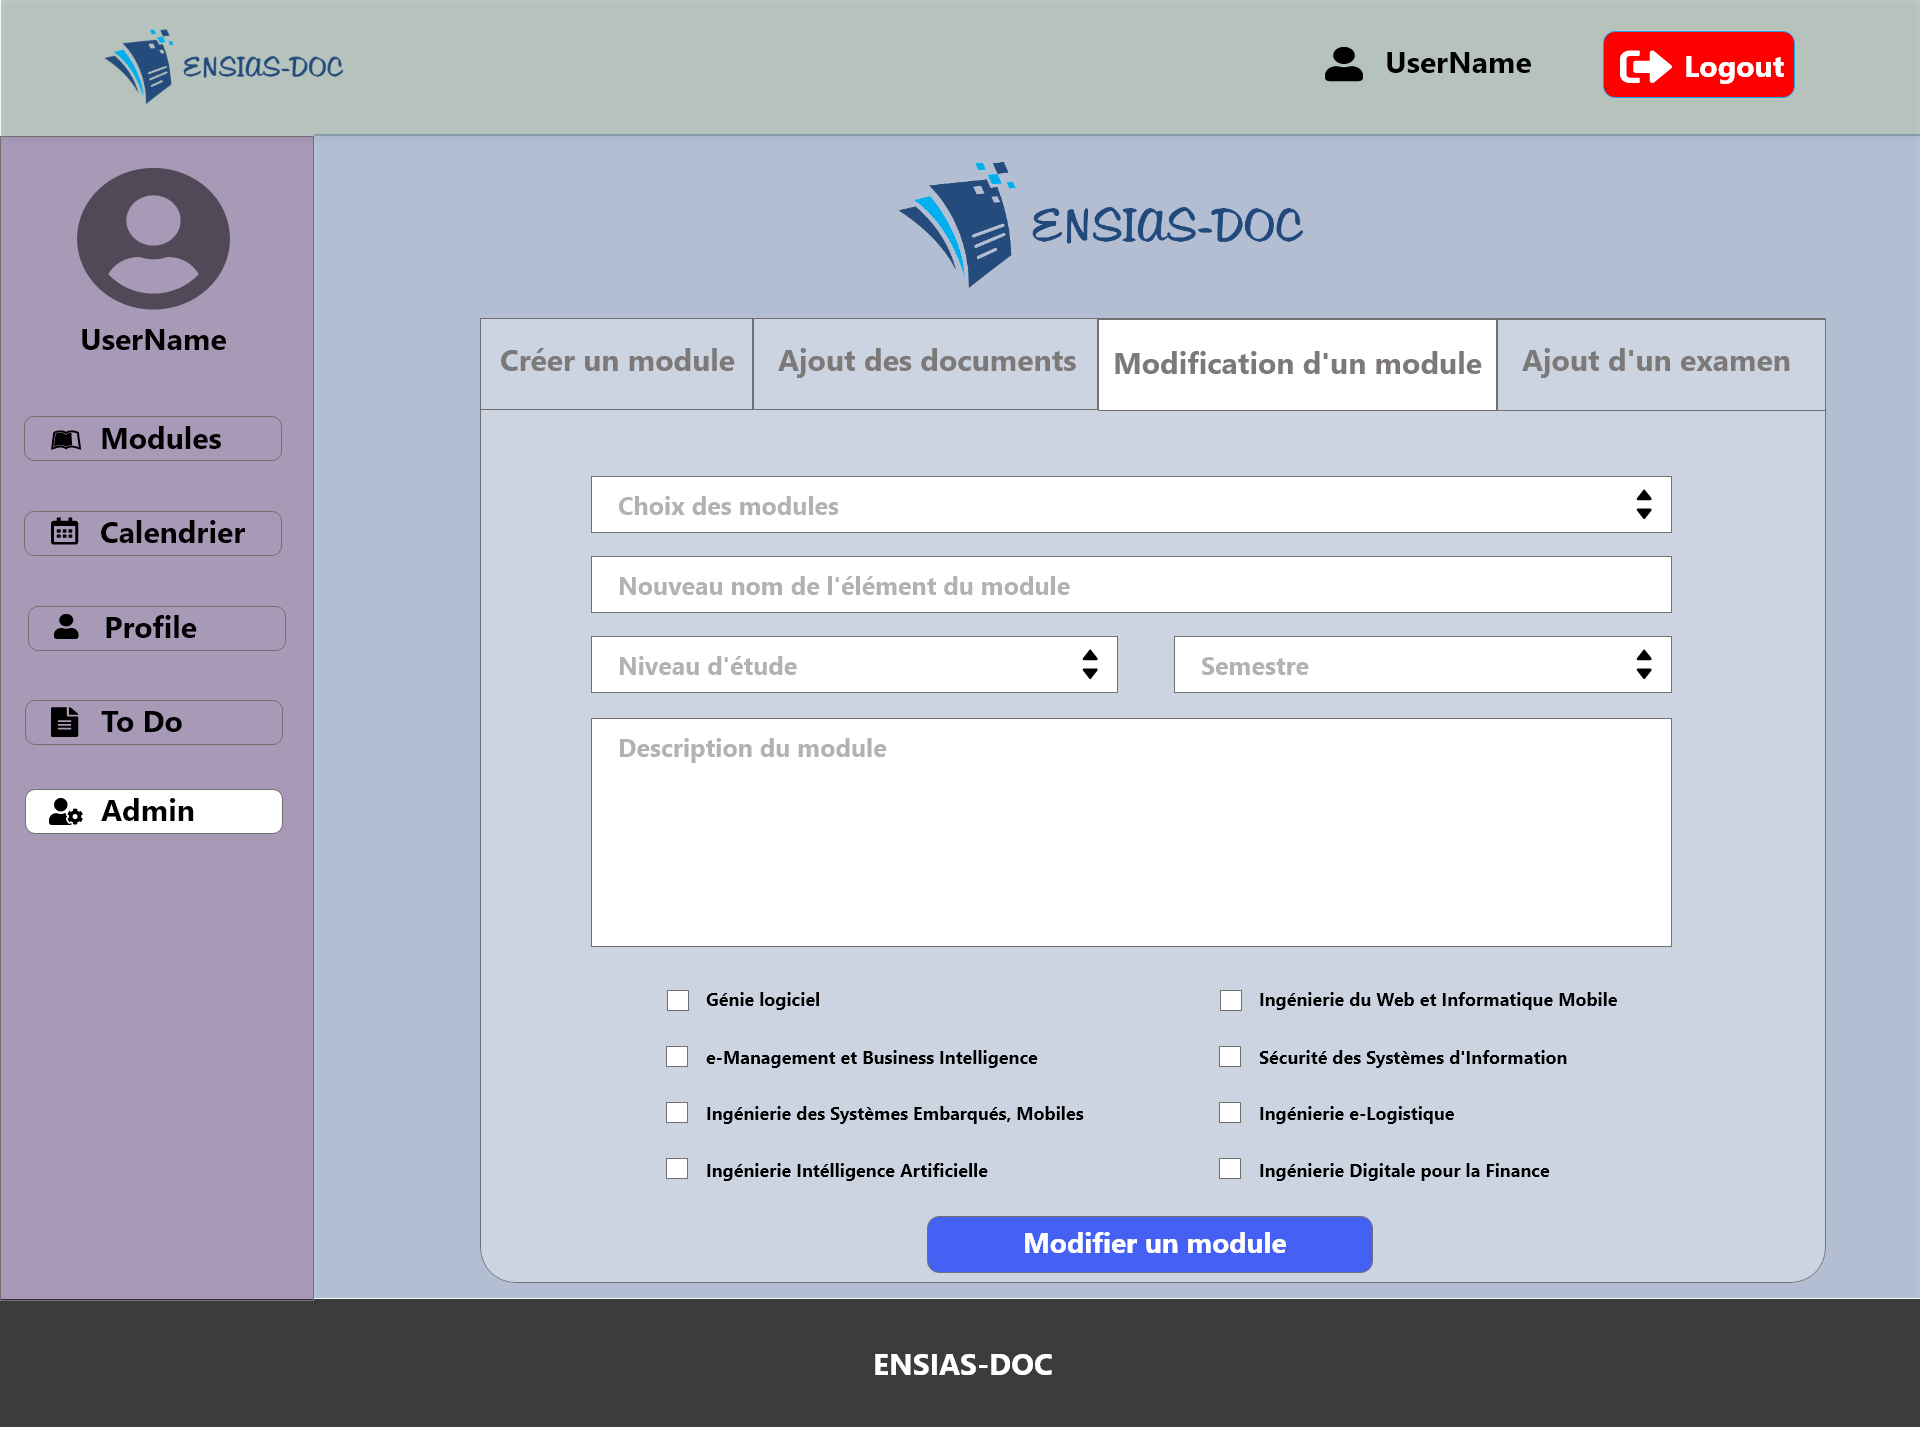 ENSIAS-DOC
UserName
Logout
ENSIAS-DOC
UserName
Créer un module
Ajout des documents
Modification d'un module
Ajout d'un examen
Modules
Calendrier
Profile
To Do
Admin
Choix des modules
Nouveau nom de l'élément du module
Niveau d'étude
Semestre
Description du module
Génie logiciel
Ingénierie du Web et Informatique Mobile
e-Management et Business Intelligence
Sécurité des Systèmes d'Information
Ingénierie des Systèmes Embarqués, Mobiles
Ingénierie e-Logistique
Ingénierie Intélligence Artificielle
Ingénierie Digitale pour la Finance
Modifier un module
ENSIAS-DOC